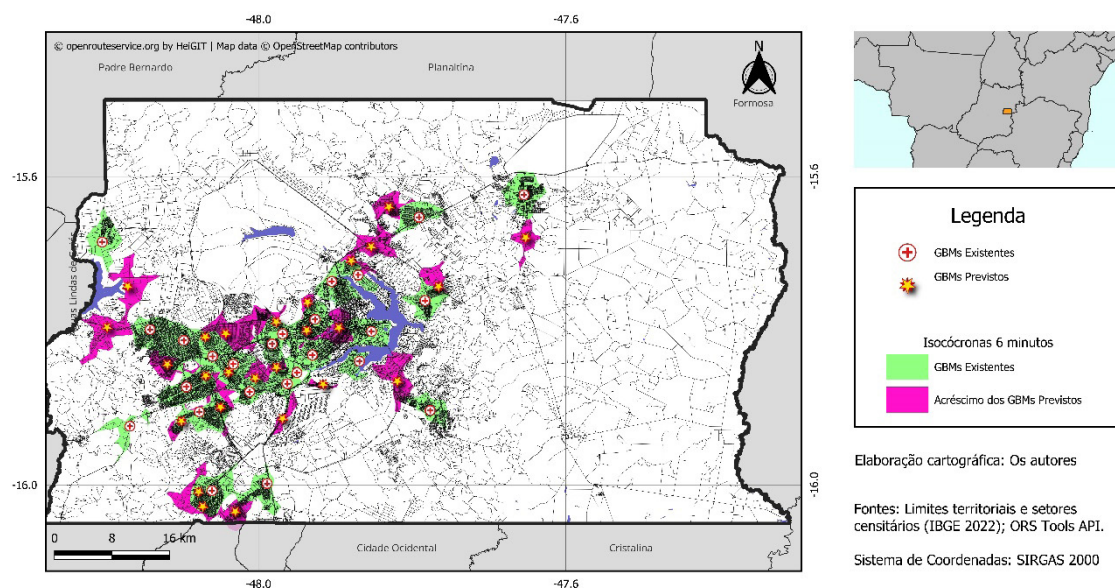 -48.0
-47.6
© openrouteservice.org by HeiGIT | Map data © OpenStreetMap contributors
Padre Bernardo
Planaltina
N
Formosa
-15.6
-15.6
Lindas de
-16.0
-16.0
0 8 16 km
Cidade Ocidental
Cristalina
-48.0
-47.6
Legenda
GBMs Existentes
GBMs Previstos
Isocócronas 6 minutos
GBMs Existentes
Acréscimo dos GBMs Previstos
Elaboração cartográfica: Os autores
Fontes: Limites territoriais e setores
censitários (IBGE 2022); ORS Tools API.
Sistema de Coordenadas: SIRGAS 2000